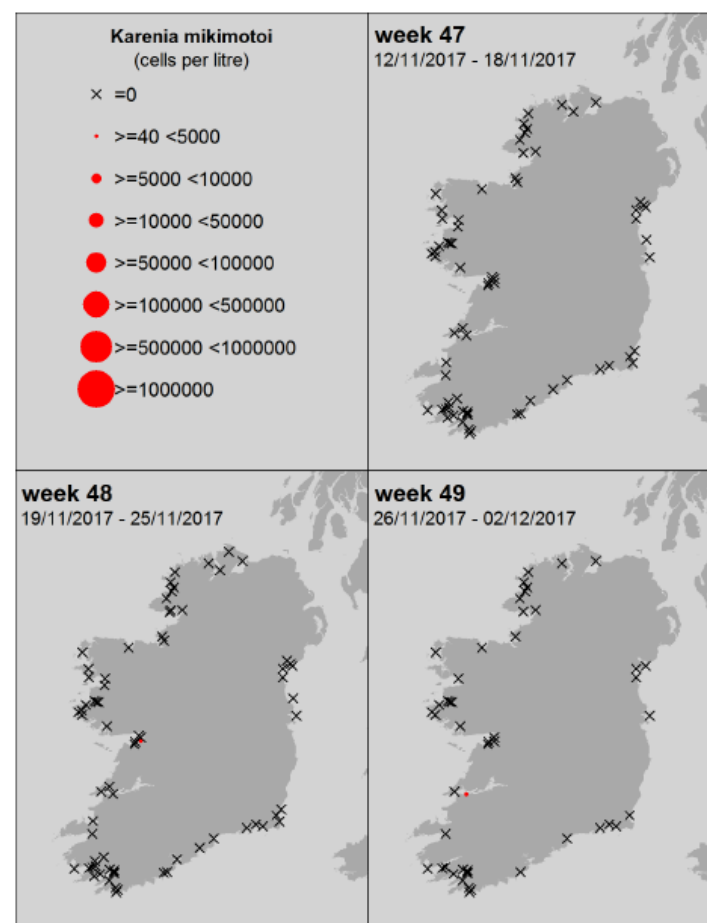 Karenia mikimotoi
(cells per litre)
=0
>=40 <5000
>=5000 <10000
>=10000 <50000
>=50000 <100000
>=100000 <500000
>=500000 <1000000
>=1000000
week 47
12/11/2017 - 18/11/2017
week 48
19/11/2017 - 25/11/2017
week 49
26/11/2017 - 02/12/2017